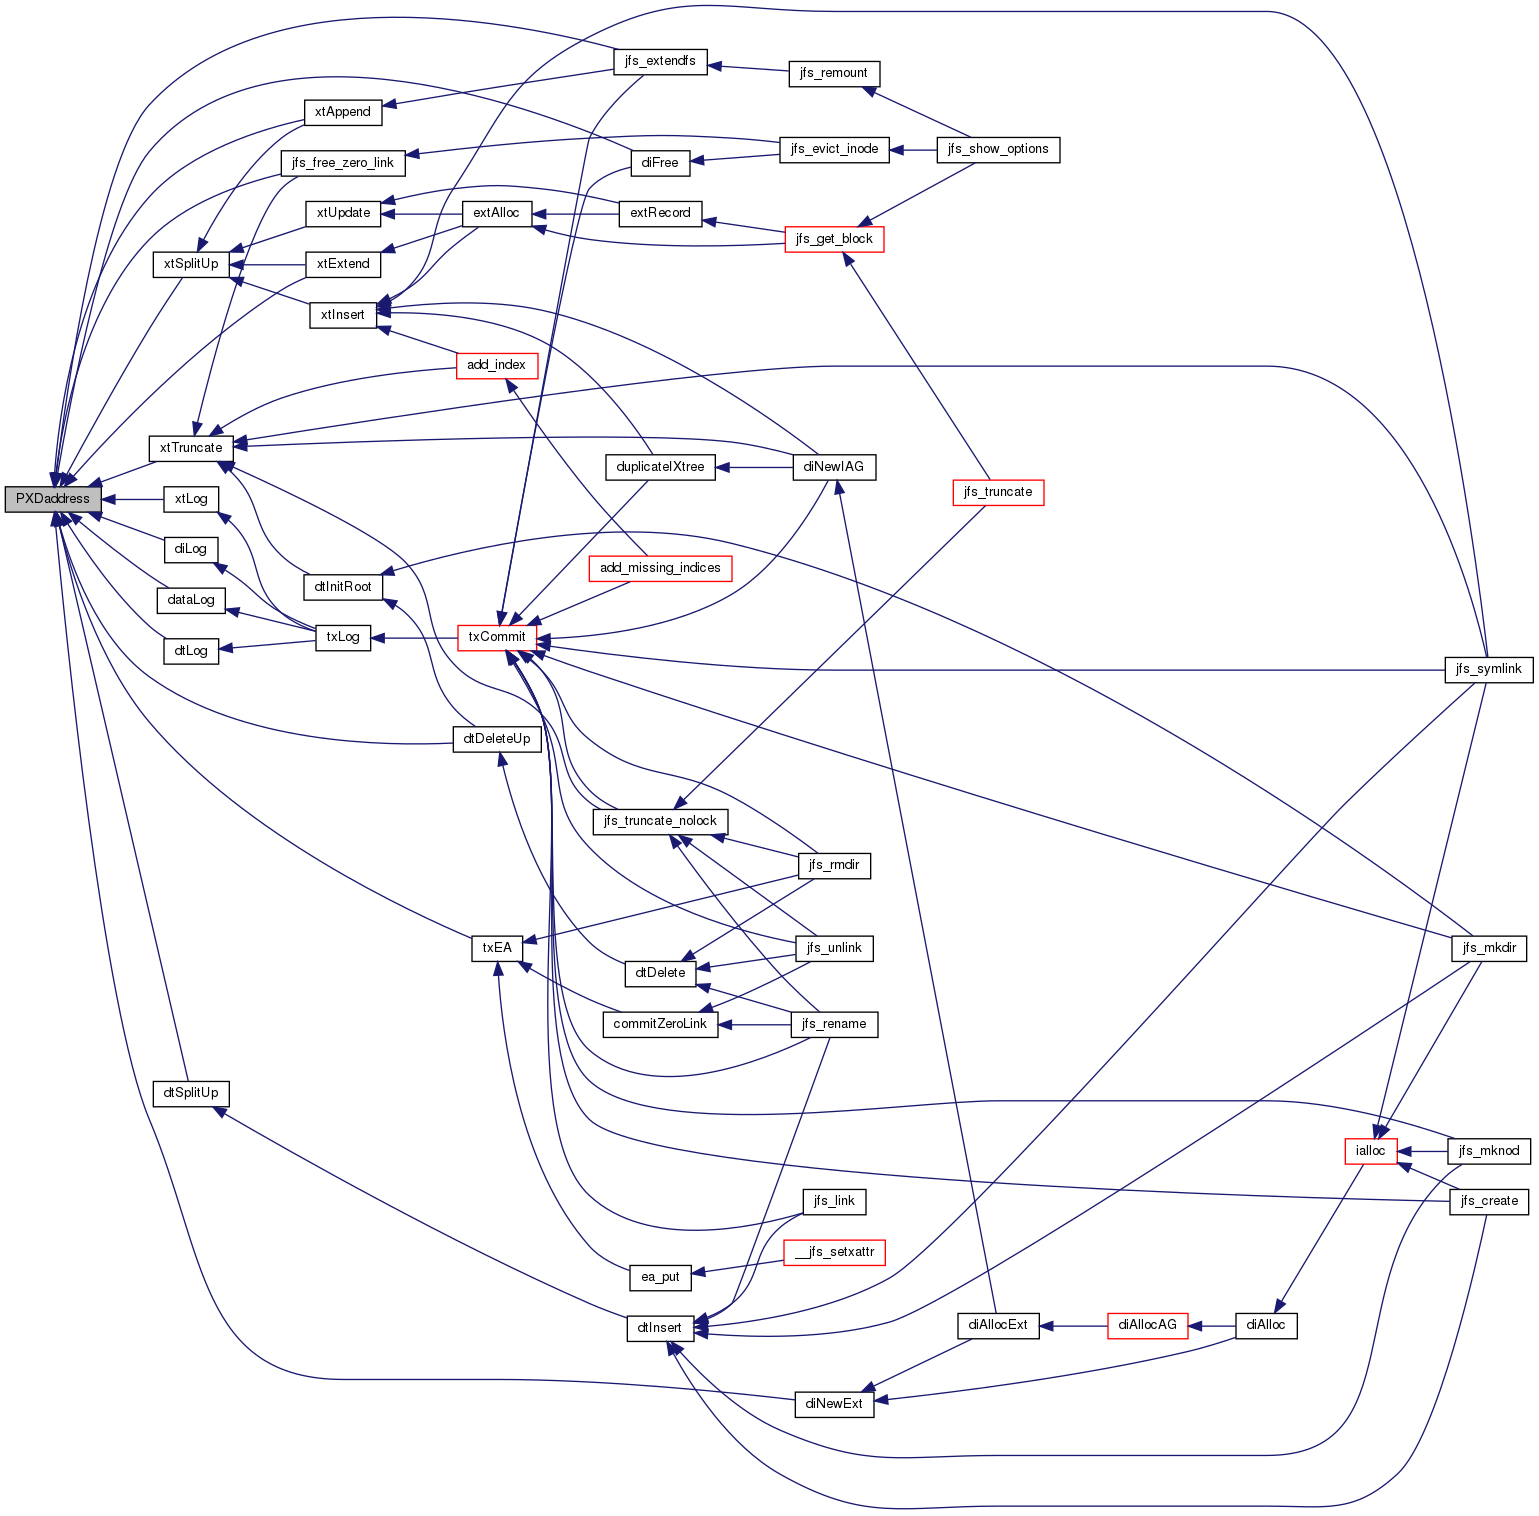 jfs_extendfs
jfs_remount
xtAppend
jfs_free_zero_link
diFree
jfs_evict_inode
jfs_show_options
xtUpdate
extAlloc
extRecord
jfs_get_block
xtSplitUp
xtExtend
xtInsert
add_index
xtTruncate
duplicateIXtree
diNewIAG
jfs_truncate
PXDaddress
xtLog
diLog
add_missing_indices
dtInitRoot
dataLog
txLog
txCommit
dtLog
jfs_symlink
dtDeleteUp
jfs_truncate_nolock
jfs_rmdir
txEA
jfs_unlink
jfs_mkdir
dtDelete
commitZeroLink
jfs_rename
dtSplitUp
ialloc
jfs_mknod
jfs_link
jfs_create
__jfs_setxattr
ea_put
dtInsert
diAllocExt
diAllocAG
diAlloc
diNewExt